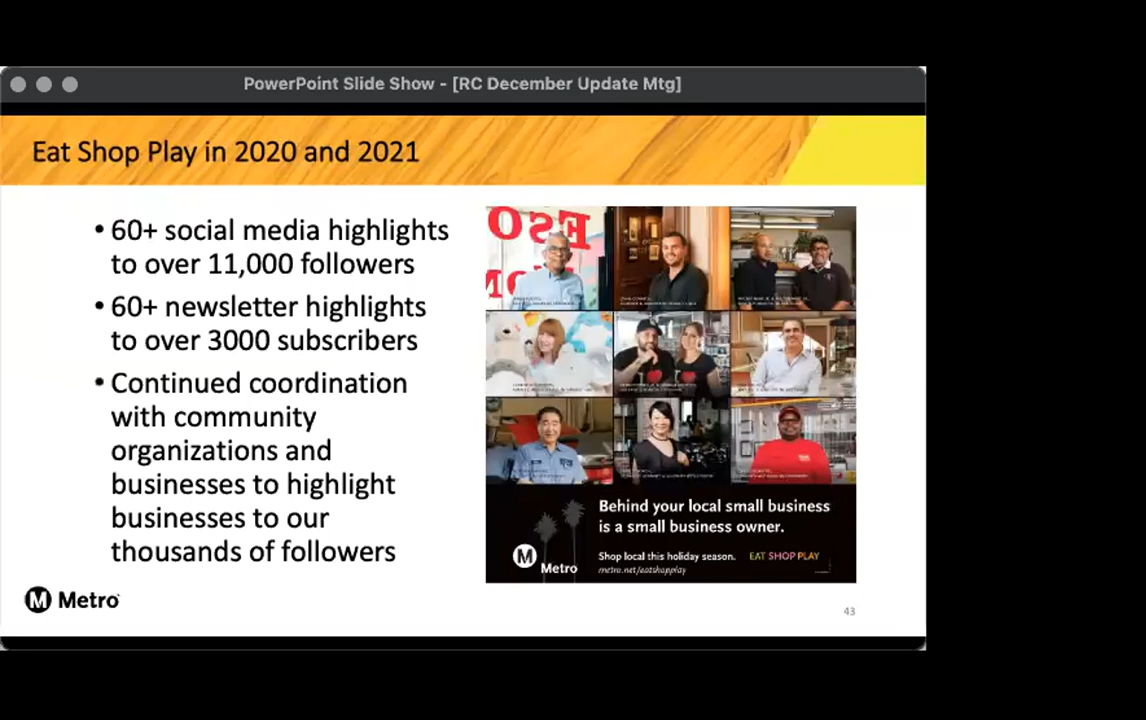 PowerPoint Slide Show - [RC December Update Mtg]
Eat Shop Play in 2020 and 2021
• 60+ social media highlights
to over 11,000 followers
• 60+ newsletter highlights
to over 3000 subscribers
• Continued coordination
with community
organizations and
businesses to highlight
businesses to our
thousands of followers
Behind your local small business
is a small business owner.
Shop local this holiday season. EAT SHOP PLAY
metro.net/eatshopplay
M Metro
M Metro
43